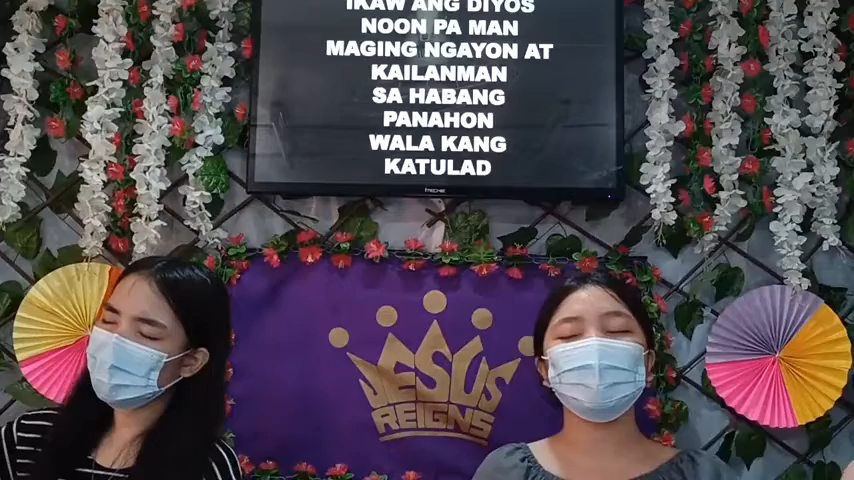 IKAW ANG DIYOS
NOON PA MAN
MAGING NGAYON AT
KAILANMAN
SA HABANG
PANAHON
WALA KANG
KATULAD
JESUS
REIGNS